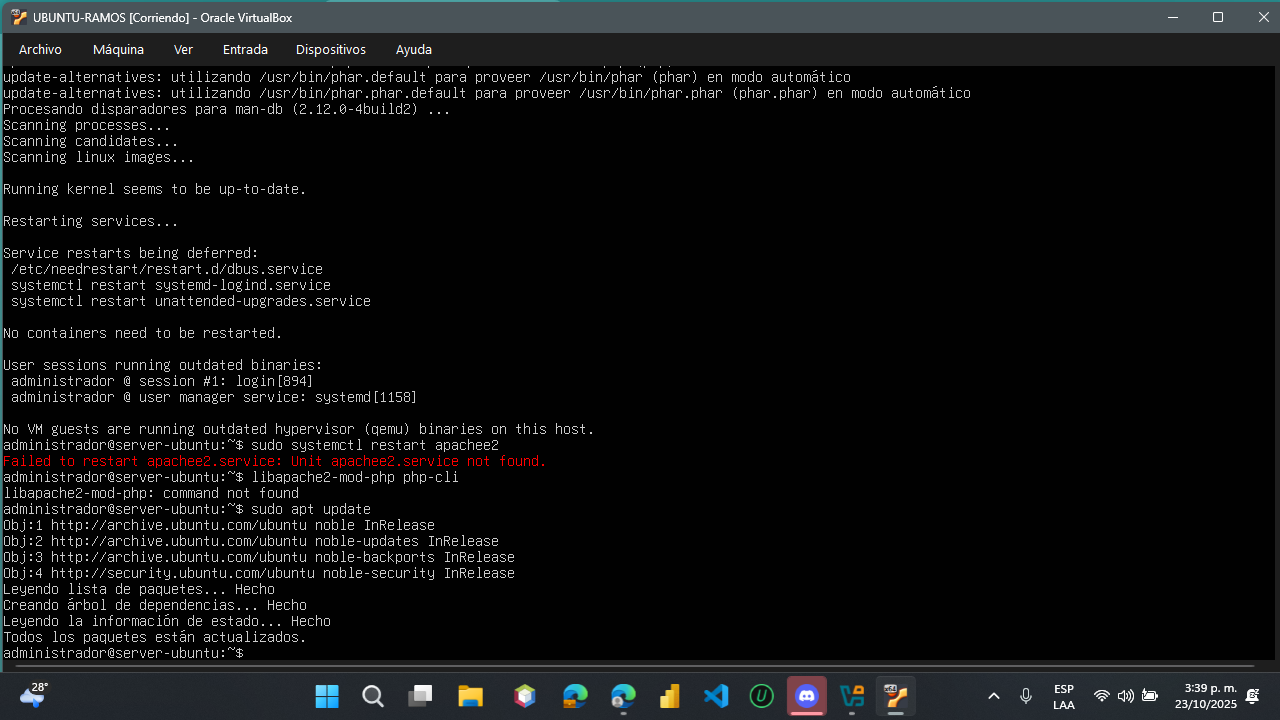 UBUNTU-RAMOS [Corriendo] - Oracle VirtualBox
Archivo Máquina Ver Entrada Dispositivos Ayuda
update-alternatives: utilizando /usr/bin/phar.default para proveer /usr/bin/phar (phar) en modo automático
update-alternatives: utilizando /usr/bin/phar.phar.default para proveer /usr/bin/phar.phar (phar.phar) en modo automático
Procesando disparadores para man-db (2.12.0-4build2) ...
Scanning processes...
Scanning candidates...
Scanning linux images...
Running kernel seems to be up-to-date.
Restarting services...
Service restarts being deferred:
/etc/needrestart/restart.d/dbus.service
systemctl restart systemd-logind.service
systemctl restart unattended-upgrades.service
No containers need to be restarted.
User sessions running outdated binaries:
administrador @ session #1: login[894]
administrador @ user manager service: systemd[1158]
No VM guests are running outdated hypervisor (qemu) binaries on this host.
administrador@server-ubuntu:~$ sudo systemctl restart apachee2
Failed to restart apachee2.service: Unit apachee2.service not found.
administrador@server-ubuntu:~$ libapache2-mod-php php-cli
libapache2-mod-php: command not found
administrador@server-ubuntu:~$ sudo apt update
Obj:1 http://archive.ubuntu.com/ubuntu noble InRelease
Obj:2 http://archive.ubuntu.com/ubuntu noble-updates InRelease
Obj:3 http://archive.ubuntu.com/ubuntu noble-backports InRelease
Obj:4 http://security.ubuntu.com/ubuntu noble-security InRelease
Leyendo lista de paquetes... Hecho
Creando árbol de dependencias... Hecho
Leyendo la información de estado... Hecho
Todos los paquetes están actualizados.
administrador@server-ubuntu:~$
28°
ESP
LAA
3:39 p. m.
23/10/2025